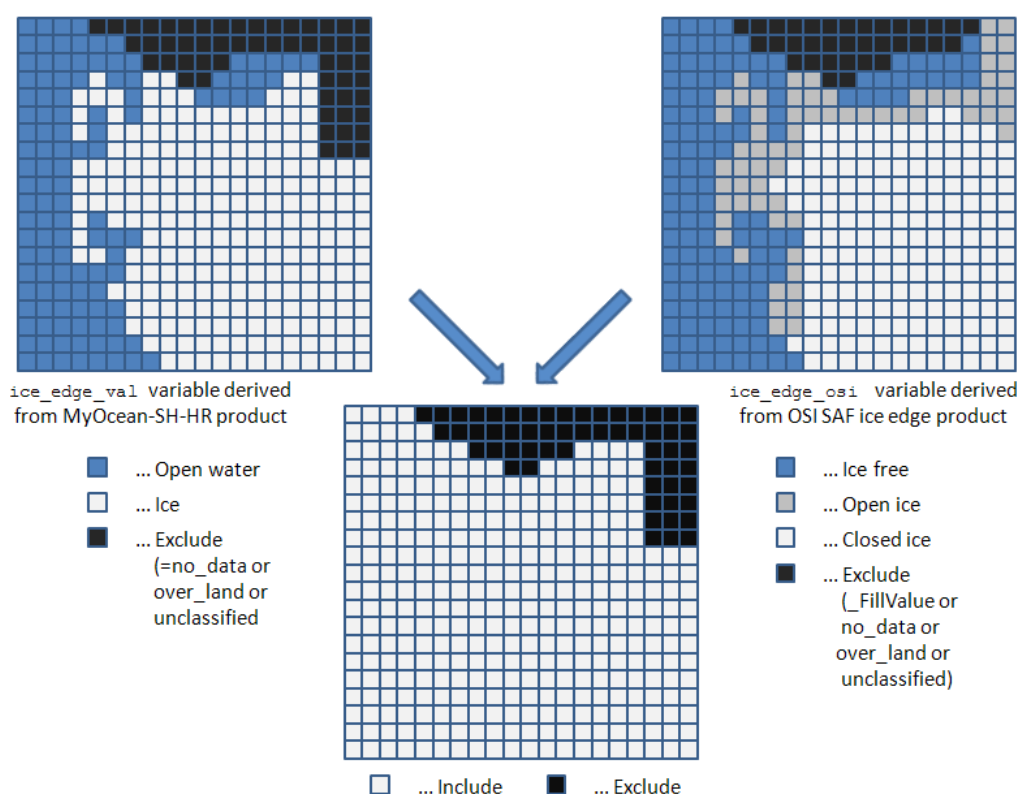 ice_edge_val variable derived
from MyOcean-SH-HR product
... Open water
... Ice
... Exclude
(=no_data or
over_land or
unclassified
ice_edge_osi variable derived
from OSI SAF ice edge product
... Ice free
... Open ice
... Closed ice
... Exclude
(_FillValue or
no_data or
over_land or
unclassified)
... Include
... Exclude